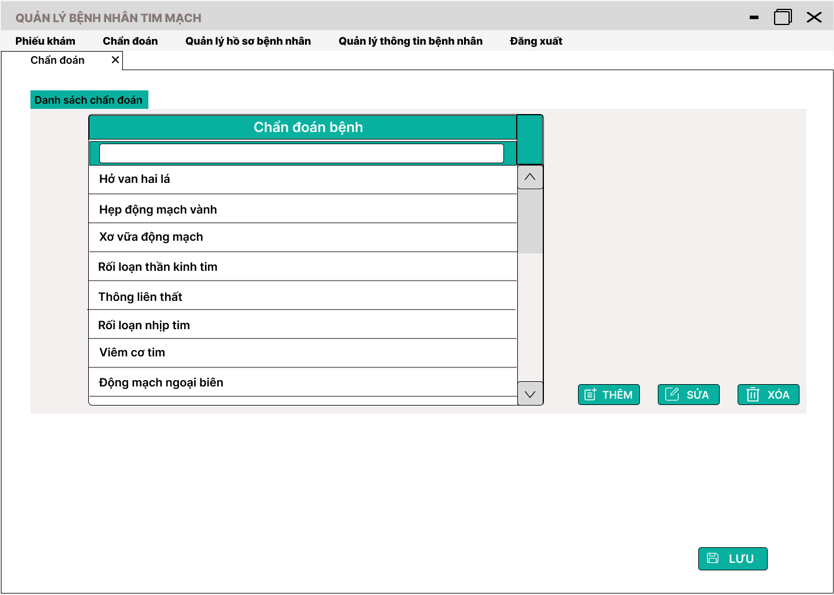 QUẢN LÝ BỆNH NHÂN TIM MẠCH
Phiếu khám Chẩn đoán Quản lý hồ sơ bệnh nhân Quản lý thông tin bệnh nhân Đăng xuất
Chẩn đoán
Danh sách chẩn đoán
Chẩn đoán bệnh
Hở van hai lá
Hẹp động mạch vành
Xơ vữa động mạch
Rối loạn thần kinh tim
Thông liên thất
Rối loạn nhịp tim
Viêm cơ tim
Động mạch ngoại biên
THÊM SỬA XÓA
LƯU